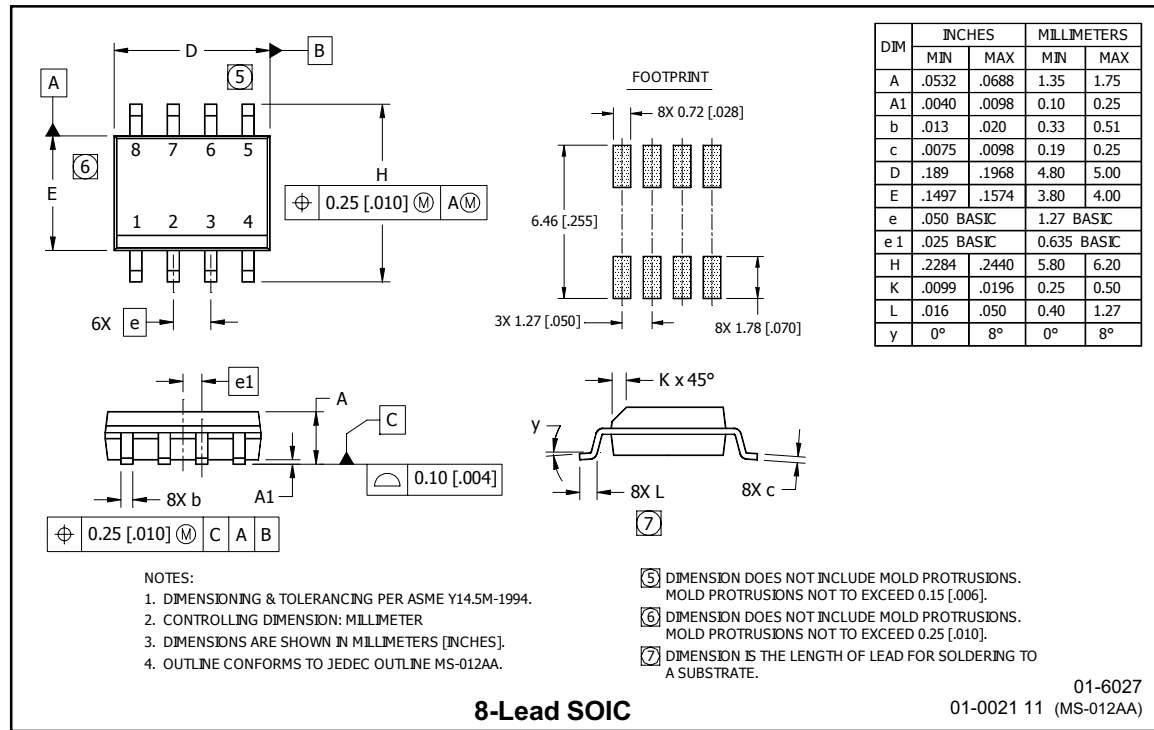 D
B
5
A
8 7 6 5
6
E
H
⌖ 0.25 [.010] Ⓜ AⓂ
1 2 3 4
6X e
FOOTPRINT
8X 0.72 [.028]
6.46 [.255]
3X 1.27 [.050]
8X 1.78 [.070]
DIM INCHES MILLIMETERS
MIN MAX MIN MAX
A .0532 .0688 1.35 1.75
A1 .0040 .0098 0.10 0.25
b .013 .020 0.33 0.51
c .0075 .0098 0.19 0.25
D .189 .1968 4.80 5.00
E .1497 .1574 3.80 4.00
e .050 BASIC 1.27 BASIC
e 1 .025 BASIC 0.635 BASIC
H .2284 .2440 5.80 6.20
K .0099 .0196 0.25 0.50
L .016 .050 0.40 1.27
y 0° 8° 0° 8°
e1
A
C
⌓ 0.10 [.004]
8X b
A1
⌖ 0.25 [.010] Ⓜ C A B
K x 45°
y
8X L
8X c
7
NOTES:
1. DIMENSIONING & TOLERANCING PER ASME Y14.5M-1994.
2. CONTROLLING DIMENSION: MILLIMETER
3. DIMENSIONS ARE SHOWN IN MILLIMETERS [INCHES].
4. OUTLINE CONFORMS TO JEDEC OUTLINE MS-012AA.
5 DIMENSION DOES NOT INCLUDE MOLD PROTRUSIONS.
MOLD PROTRUSIONS NOT TO EXCEED 0.15 [.006].
6 DIMENSION DOES NOT INCLUDE MOLD PROTRUSIONS.
MOLD PROTRUSIONS NOT TO EXCEED 0.25 [.010].
7 DIMENSION IS THE LENGTH OF LEAD FOR SOLDERING TO
A SUBSTRATE.
8-Lead SOIC
01-6027
01-0021 11 (MS-012AA)